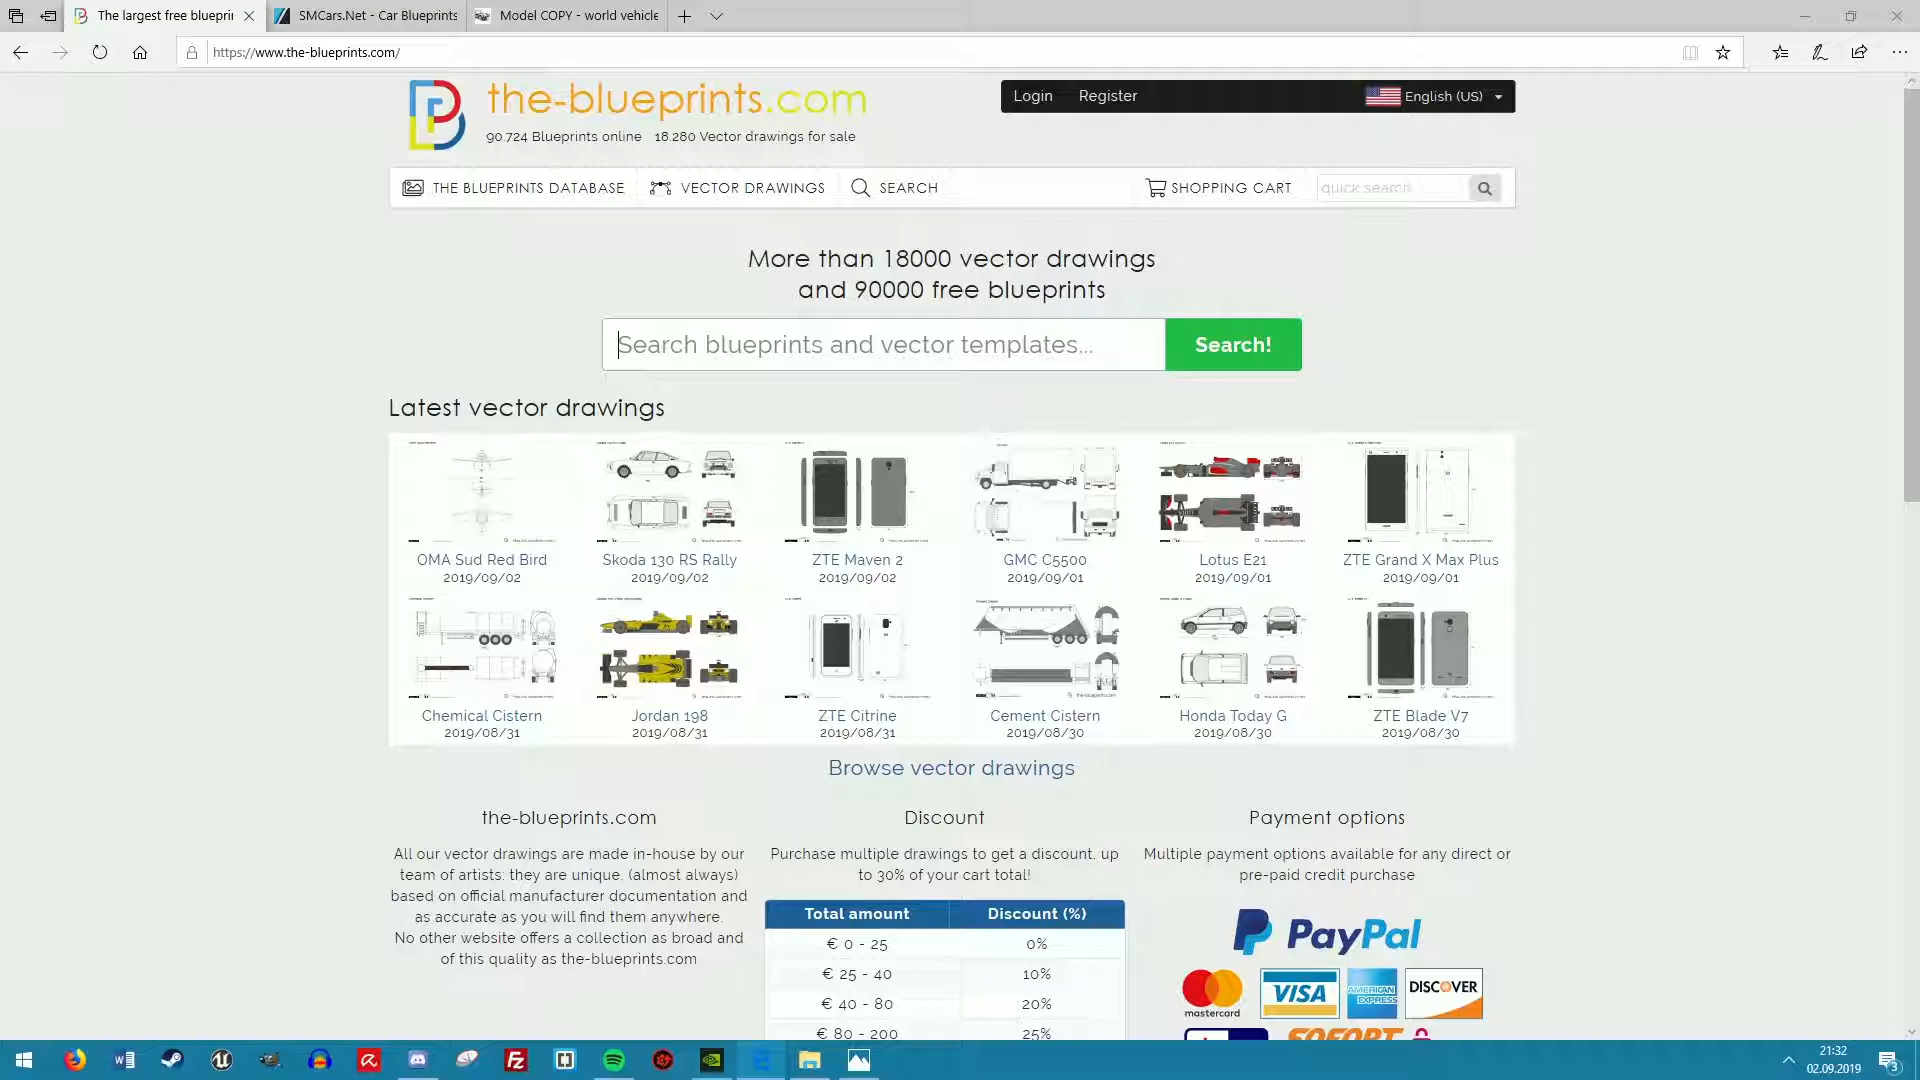 The largest free blueprin
SMCars.Net - Car Blueprints
Model COPY - world vehicle
https://www.the-blueprints.com/
the-blueprints.com
90.724 Blueprints online 18.280 Vector drawings for sale
Login Register English (US)
THE BLUEPRINTS DATABASE VECTOR DRAWINGS SEARCH SHOPPING CART quick search
More than 18000 vector drawings
and 90000 free blueprints
Search blueprints and vector templates... Search!
Latest vector drawings
OMA Sud Red Bird Skoda 130 RS Rally ZTE Maven 2 GMC C5500 Lotus E21 ZTE Grand X Max Plus
2019/09/02 2019/09/02 2019/09/02 2019/09/01 2019/09/01 2019/09/01
Chemical Cistern Jordan 198 ZTE Citrine Cement Cistern Honda Today G ZTE Blade V7
2019/08/31 2019/08/31 2019/08/31 2019/08/30 2019/08/30 2019/08/30
Browse vector drawings
the-blueprints.com
All our vector drawings are made in-house by our
team of artists: they are unique, (almost always)
based on official manufacturer documentation and
as accurate as you will find them anywhere.
No other website offers a collection as broad and
of this quality as the-blueprints.com
Discount
Purchase multiple drawings to get a discount, up
to 30% of your cart total!
Total amount Discount (%)
€ 0 - 25 0%
€ 25 - 40 10%
€ 40 - 80 20%
€ 80 - 200 25%
Payment options
Multiple payment options available for any direct or
pre-paid credit purchase
PayPal
mastercard VISA AMERICAN EXPRESS DISCOVER
SOFORT
21:32
02.09.2019
3